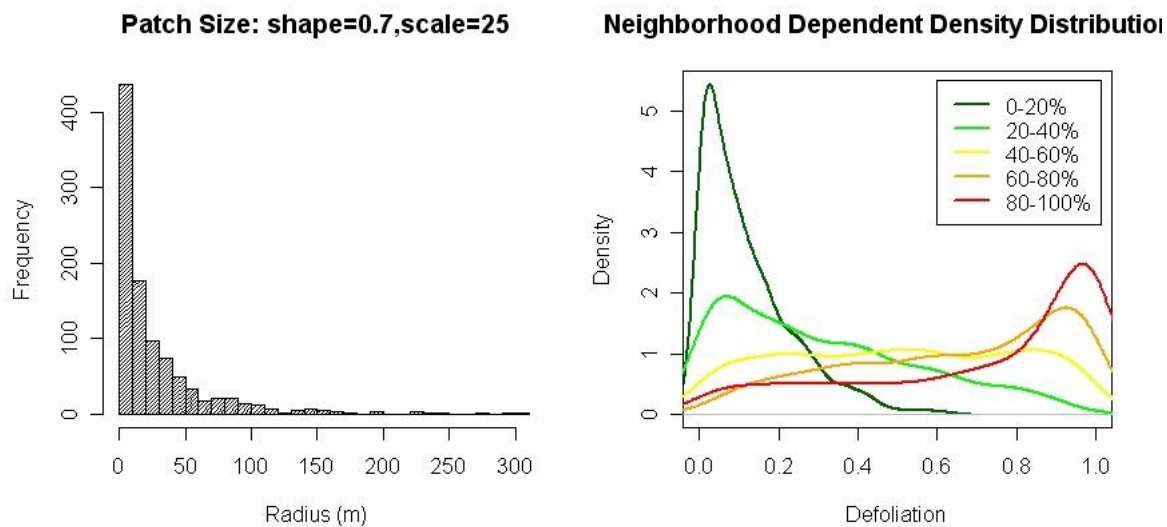 Patch Size: shape=0.7,scale=25
Frequency
400
300
200
100
0
0 50 100 150 200 250 300
Radius (m)
Neighborhood Dependent Density Distribution
Density
5
4
3
2
1
0
0-20%
20-40%
40-60%
60-80%
80-100%
0.0 0.2 0.4 0.6 0.8 1.0
Defoliation